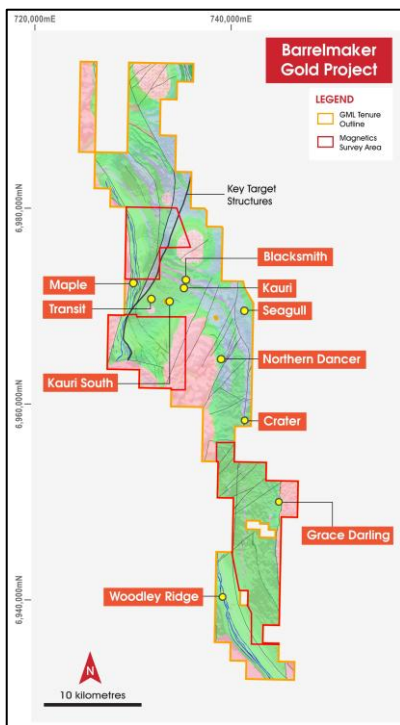 720,000mE
740,000mE
Barrelmaker
Gold Project
LEGEND
GML Tenure
Outline
Magnetics
Survey Area
6,980,000mN
Key Target
Structures
Blacksmith
Maple
Kauri
Transit
Seagull
Northern Dancer
Kauri South
6,960,000mN
Crater
Grace Darling
Woodley Ridge
6,940,000mN
N
10 kilometres